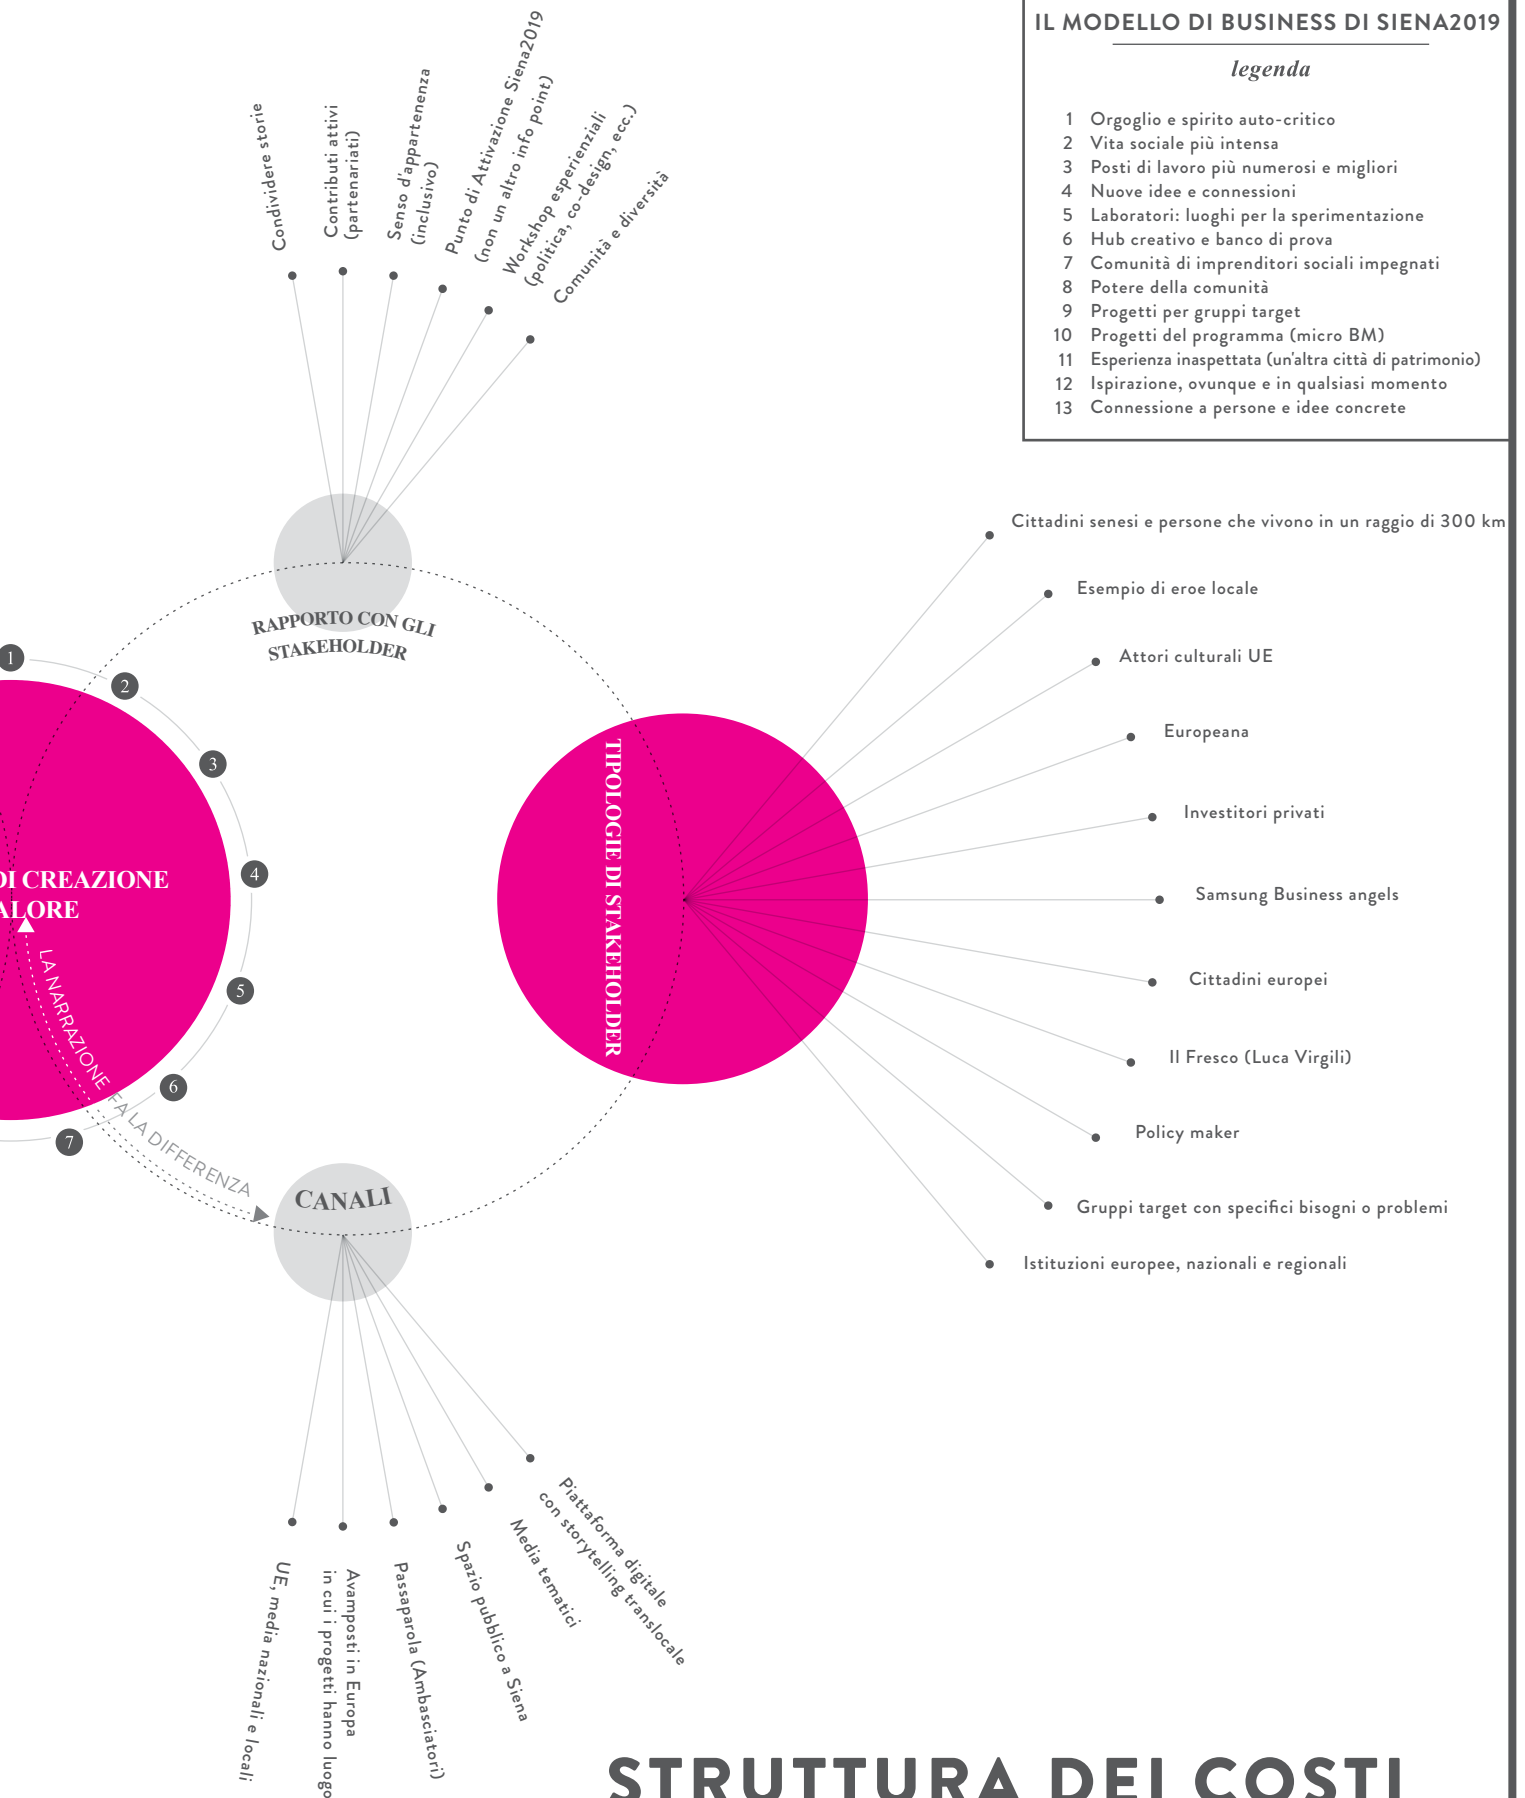 IL MODELLO DI BUSINESS DI SIENA2019
legenda
1 Orgoglio e spirito auto-critico
2 Vita sociale più intensa
3 Posti di lavoro più numerosi e migliori
4 Nuove idee e connessioni
5 Laboratori: luoghi per la sperimentazione
6 Hub creativo e banco di prova
7 Comunità di imprenditori sociali impegnati
8 Potere della comunità
9 Progetti per gruppi target
10 Progetti del programma (micro BM)
11 Esperienza inaspettata (un'altra città di patrimonio)
12 Ispirazione, ovunque e in qualsiasi momento
13 Connessione a persone e idee concrete
Condividere storie
Contributi attivi
(partenariati)
Senso d'appartenenza
(inclusivo)
Punto di Attivazione Siena2019
(non un altro info point)
Workshop esperienziali
(politica, co-design, ecc.)
Comunità e diversità
RAPPORTO CON GLI
STAKEHOLDER
1
2
3
4
5
6
7
DI CREAZIONE
ALORE
LA NARRAZIONE FA LA DIFFERENZA
TIPOLOGIE DI STAKEHOLDER
Cittadini senesi e persone che vivono in un raggio di 300 km
Esempio di eroe locale
Attori culturali UE
Europeana
Investitori privati
Samsung Business angels
Cittadini europei
Il Fresco (Luca Virgili)
Policy maker
Gruppi target con specifici bisogni o problemi
Istituzioni europee, nazionali e regionali
CANALI
UE, media nazionali e locali
Avamposti in Europa
in cui i progetti hanno luogo
Passaparola (Ambasciatori)
Spazio pubblico a Siena
Media tematici
Piattaforma digitale
con storytelling translocale
STRUTTURA DEI COSTI